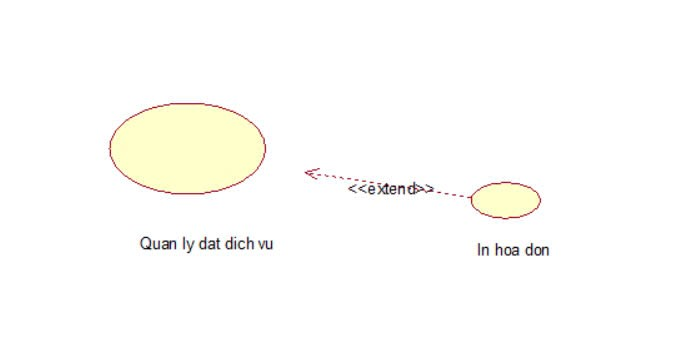 <<extend>>
Quan ly dat dich vu
In hoa don